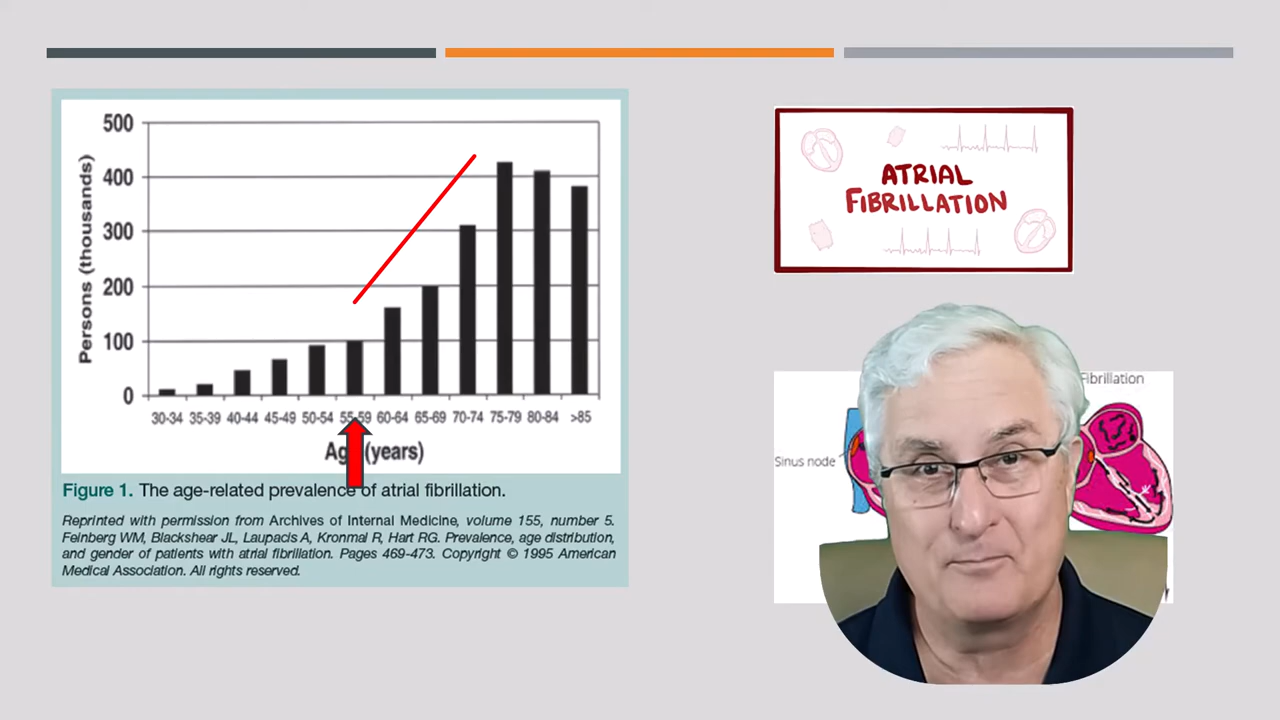 500
400
300
200
100
0
Persons (thousands)
30-34 35-39 40-44 45-49 50-54 55-59 60-64 65-69 70-74 75-79 80-84 >85
(years)
Figure 1. The age-related prevalence of atrial fibrillation.
Reprinted with permission from Archives of Internal Medicine, volume 155, number 5.
Feinberg WM, Blackshear JL, Laupacis A, Kronmal R, Hart RG. Prevalence, age distribution,
and gender of patients with atrial fibrillation. Pages 469-473. Copyright © 1995 American
Medical Association. All rights reserved.
ATRIAL
FIBRILLATION
Fibrillation
Sinus node